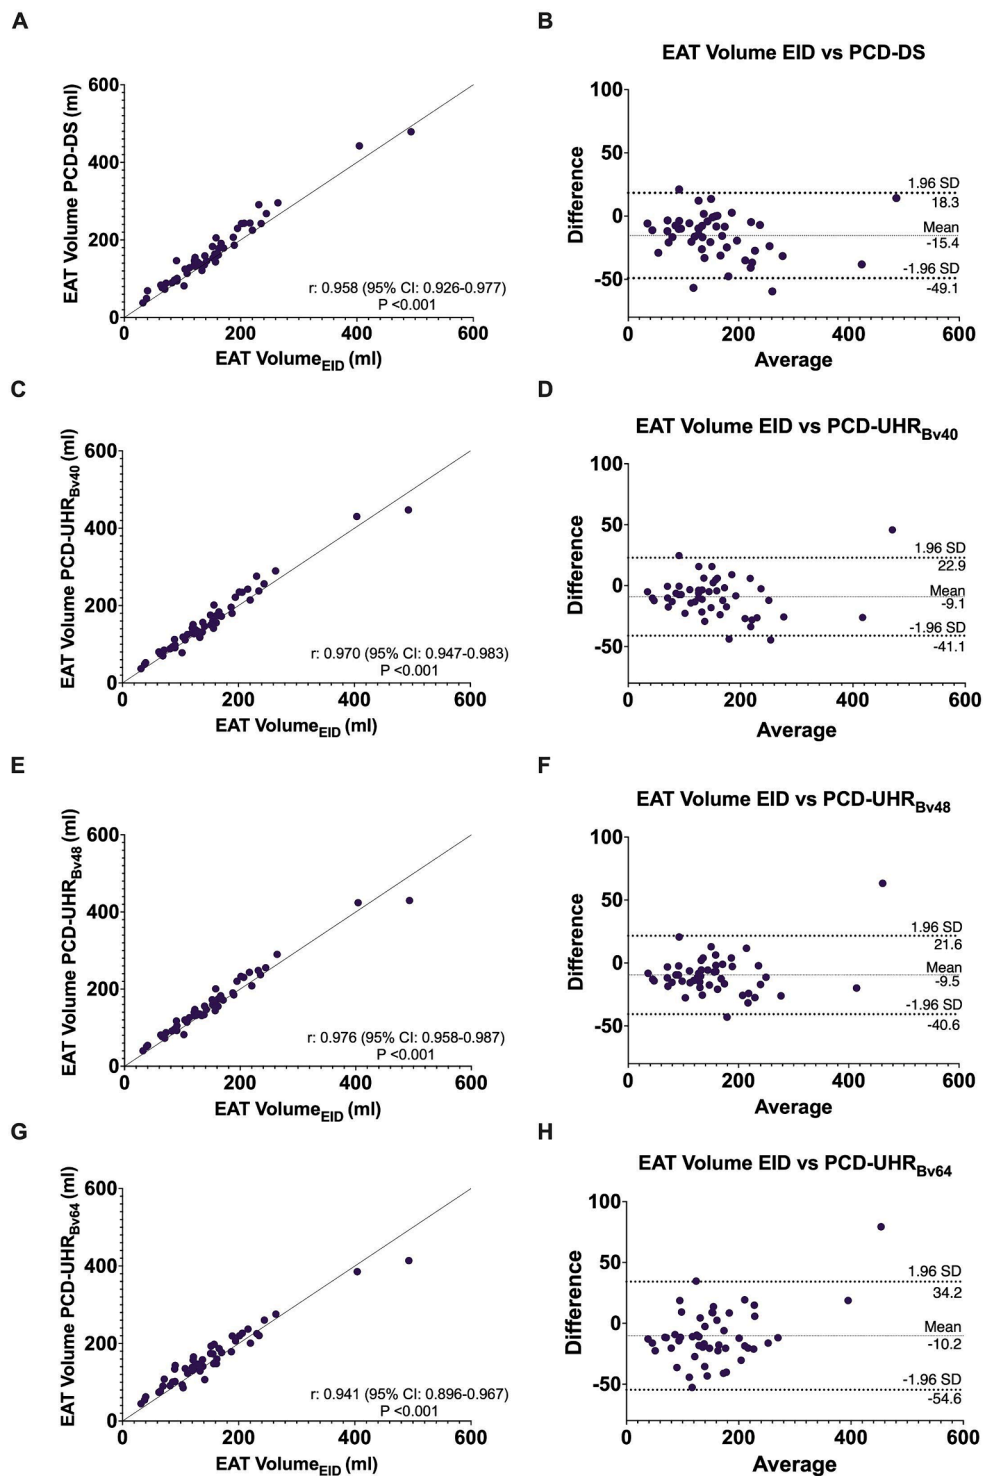 A
B
EAT Volume EID vs PCD-DS
EAT Volume PCD-DS (ml)
600
400
200
0
0
200
400
600
EAT Volume_EID (ml)
r: 0.958 (95% CI: 0.926-0.977)
P <0.001
Difference
100
50
0
-50
0
200
400
600
Average
1.96 SD
18.3
Mean
-15.4
-1.96 SD
-49.1
C
D
EAT Volume EID vs PCD-UHR_Bv40
EAT Volume PCD-UHR_Bv40 (ml)
600
400
200
0
0
200
400
600
EAT Volume_EID (ml)
r: 0.970 (95% CI: 0.947-0.983)
P <0.001
Difference
100
50
0
-50
0
200
400
600
Average
1.96 SD
22.9
Mean
-9.1
-1.96 SD
-41.1
E
F
EAT Volume EID vs PCD-UHR_Bv48
EAT Volume PCD-UHR_Bv48 (ml)
600
400
200
0
0
200
400
600
EAT Volume_EID (ml)
r: 0.976 (95% CI: 0.958-0.987)
P <0.001
Difference
100
50
0
-50
0
200
400
600
Average
1.96 SD
21.6
Mean
-9.5
-1.96 SD
-40.6
G
H
EAT Volume EID vs PCD-UHR_Bv64
EAT Volume PCD-UHR_Bv64 (ml)
600
400
200
0
0
200
400
600
EAT Volume_EID (ml)
r: 0.941 (95% CI: 0.896-0.967)
P <0.001
Difference
100
50
0
-50
0
200
400
600
Average
1.96 SD
34.2
Mean
-10.2
-1.96 SD
-54.6